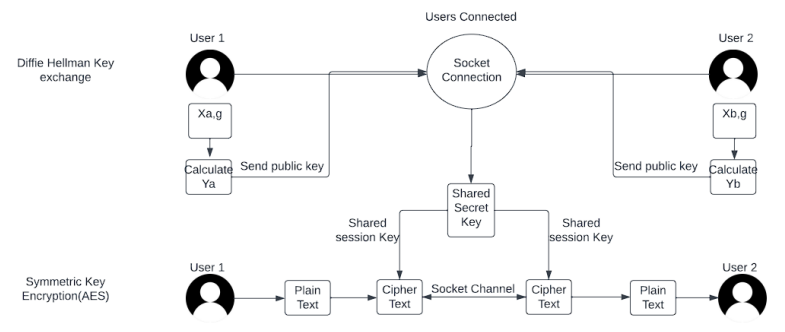 Users Connected
User 1
User 2
Diffie Hellman Key
exchange
Socket
Connection
Xa,g
Xb,g
Calculate
Ya
Send public key
Send public key
Calculate
Yb
Shared
Secret
Key
Shared
session Key
Shared
session Key
Symmetric Key
Encryption(AES)
User 1
User 2
Plain
Text
Cipher
Text
Socket Channel
Cipher
Text
Plain
Text